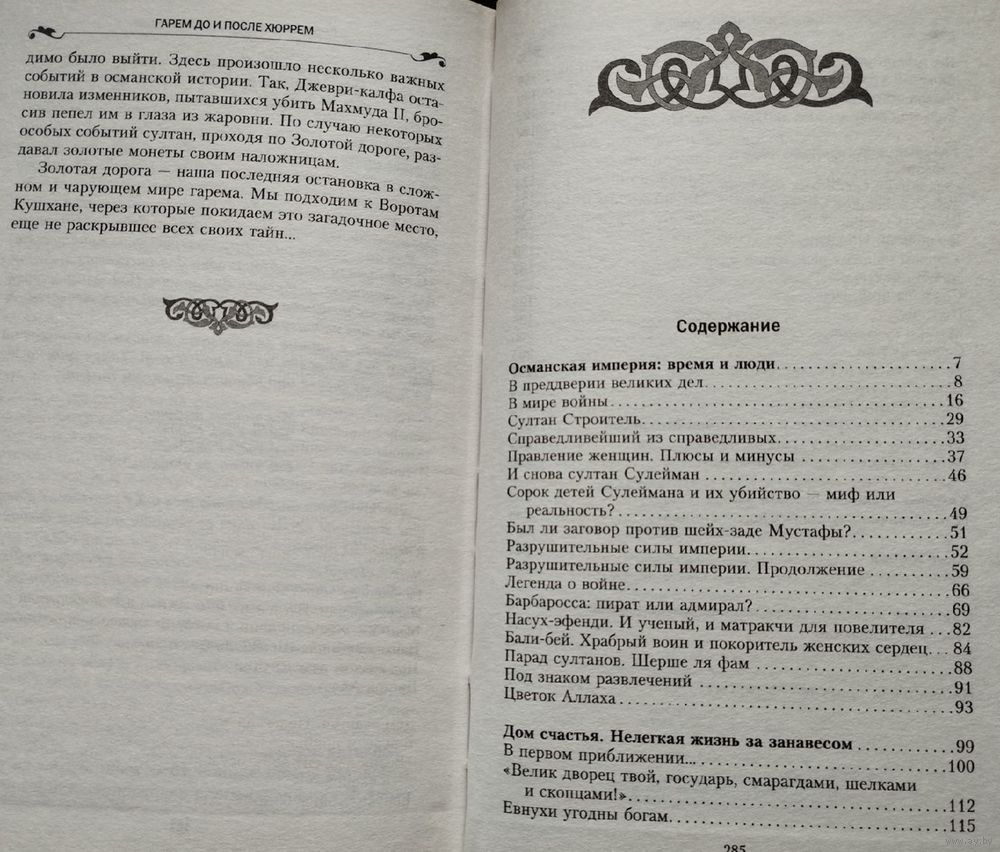 ГАРЕМ ДО И ПОСЛЕ ХЮРРЕМ
димо было выйти. Здесь произошло несколько важных
событий в османской истории. Так, Джеври-калфа оста-
новила изменников, пытавшихся убить Махмуда II, бро-
сив пепел им в глаза из жаровни. По случаю некоторых
особых событий султан, проходя по Золотой дороге, раз-
давал золотые монеты своим наложницам.
Золотая дорога — наша последняя остановка в слож-
ном и чарующем мире гарема. Мы подходим к Воротам
Кушхане, через которые покидаем это загадочное место,
еще не раскрывшее всех своих тайн...
Содержание
Османская империя: время и люди. . . . . . . . . . . . . . . . . . . . . . .7
В преддверии великих дел. . . . . . . . . . . . . . . . . . . . . . . . . . . . . . . .8
В мире войны. . . . . . . . . . . . . . . . . . . . . . . . . . . . . . . . . . . . . . . . . . .16
Султан Строитель. . . . . . . . . . . . . . . . . . . . . . . . . . . . . . . . . . . . . . .29
Справедливейший из справедливых. . . . . . . . . . . . . . . . . . . . . .33
Правление женщин. Плюсы и минусы . . . . . . . . . . . . . . . . . . . .37
И снова султан Сулейман . . . . . . . . . . . . . . . . . . . . . . . . . . . . . . . .46
Сорок детей Сулеймана и их убийство — миф или
реальность? . . . . . . . . . . . . . . . . . . . . . . . . . . . . . . . . . . . . . . . . . .49
Был ли заговор против шейх-заде Мустафы?. . . . . . . . . . . . .51
Разрушительные силы империи. . . . . . . . . . . . . . . . . . . . . . . . . .52
Разрушительные силы империи. Продолжение . . . . . . . . . . .59
Легенда о войне. . . . . . . . . . . . . . . . . . . . . . . . . . . . . . . . . . . . . . . . .66
Барбаросса: пират или адмирал? . . . . . . . . . . . . . . . . . . . . . . . . .69
Насух-эфенди. И ученый, и матракчи для повелителя . . .82
Бали-бей. Храбрый воин и покоритель женских сердец. . . 84
Парад султанов. Шерше ля фам . . . . . . . . . . . . . . . . . . . . . . . . .88
Под знаком развлечений . . . . . . . . . . . . . . . . . . . . . . . . . . . . . . . .91
Цветок Аллаха. . . . . . . . . . . . . . . . . . . . . . . . . . . . . . . . . . . . . . . . . .93
Дом счастья. Нелегкая жизнь за занавесом . . . . . . . . . . . . .99
В первом приближении... . . . . . . . . . . . . . . . . . . . . . . . . . . . . . .100
«Велик дворец твой, государь, смарагдами, шелками
и скопцами!». . . . . . . . . . . . . . . . . . . . . . . . . . . . . . . . . . . . . . . .112
Евнухи угодны богам. . . . . . . . . . . . . . . . . . . . . . . . . . . . . . . . . . .115
285
www.ay.by